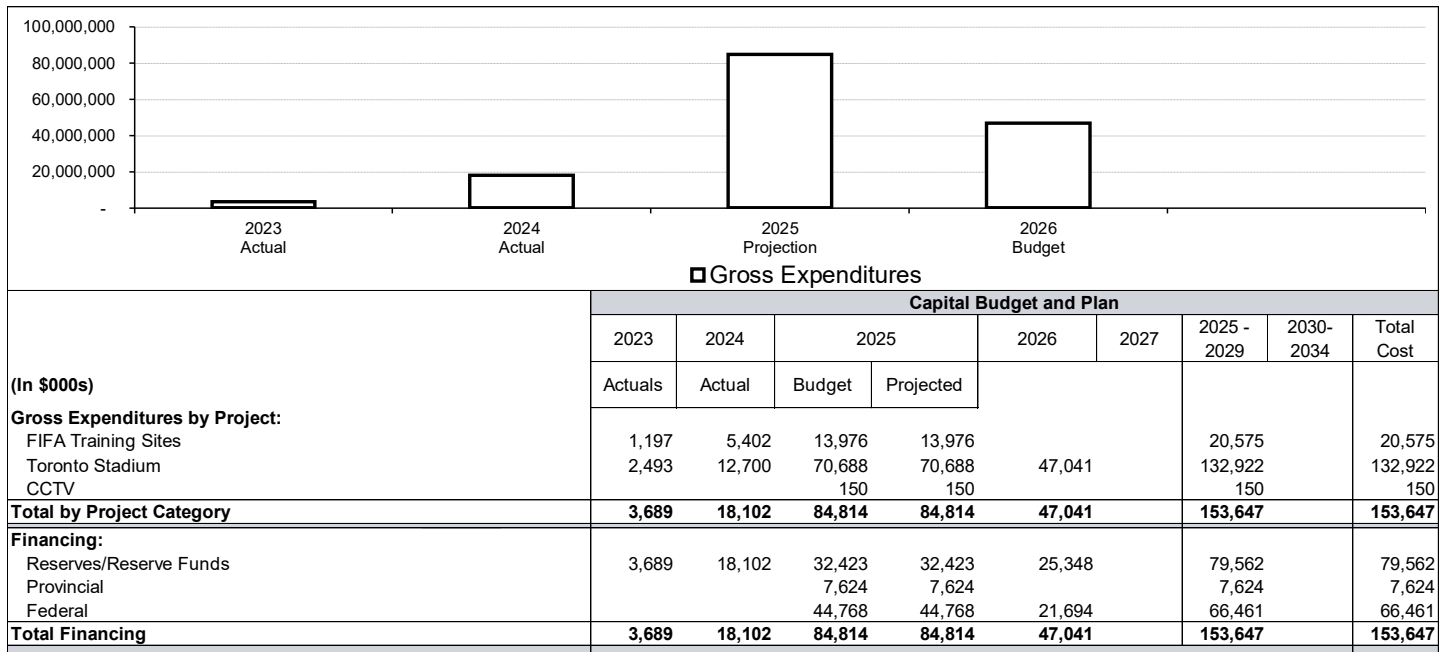 100,000,000
80,000,000
60,000,000
40,000,000
20,000,000
-
2023 2024 2025 2026
Actual Actual Projection Budget
Gross Expenditures
Capital Budget and Plan
2023 2024 2025 2026 2027 2025 - 2029 2030- 2034 Total Cost
(In $000s) Actuals Actual Budget Projected
Gross Expenditures by Project:
FIFA Training Sites 1,197 5,402 13,976 13,976 20,575 20,575
Toronto Stadium 2,493 12,700 70,688 70,688 47,041 132,922 132,922
CCTV 150 150 150 150
Total by Project Category 3,689 18,102 84,814 84,814 47,041 153,647 153,647
Financing:
Reserves/Reserve Funds 3,689 18,102 32,423 32,423 25,348 79,562 79,562
Provincial 7,624 7,624 7,624 7,624
Federal 44,768 44,768 21,694 66,461 66,461
Total Financing 3,689 18,102 84,814 84,814 47,041 153,647 153,647